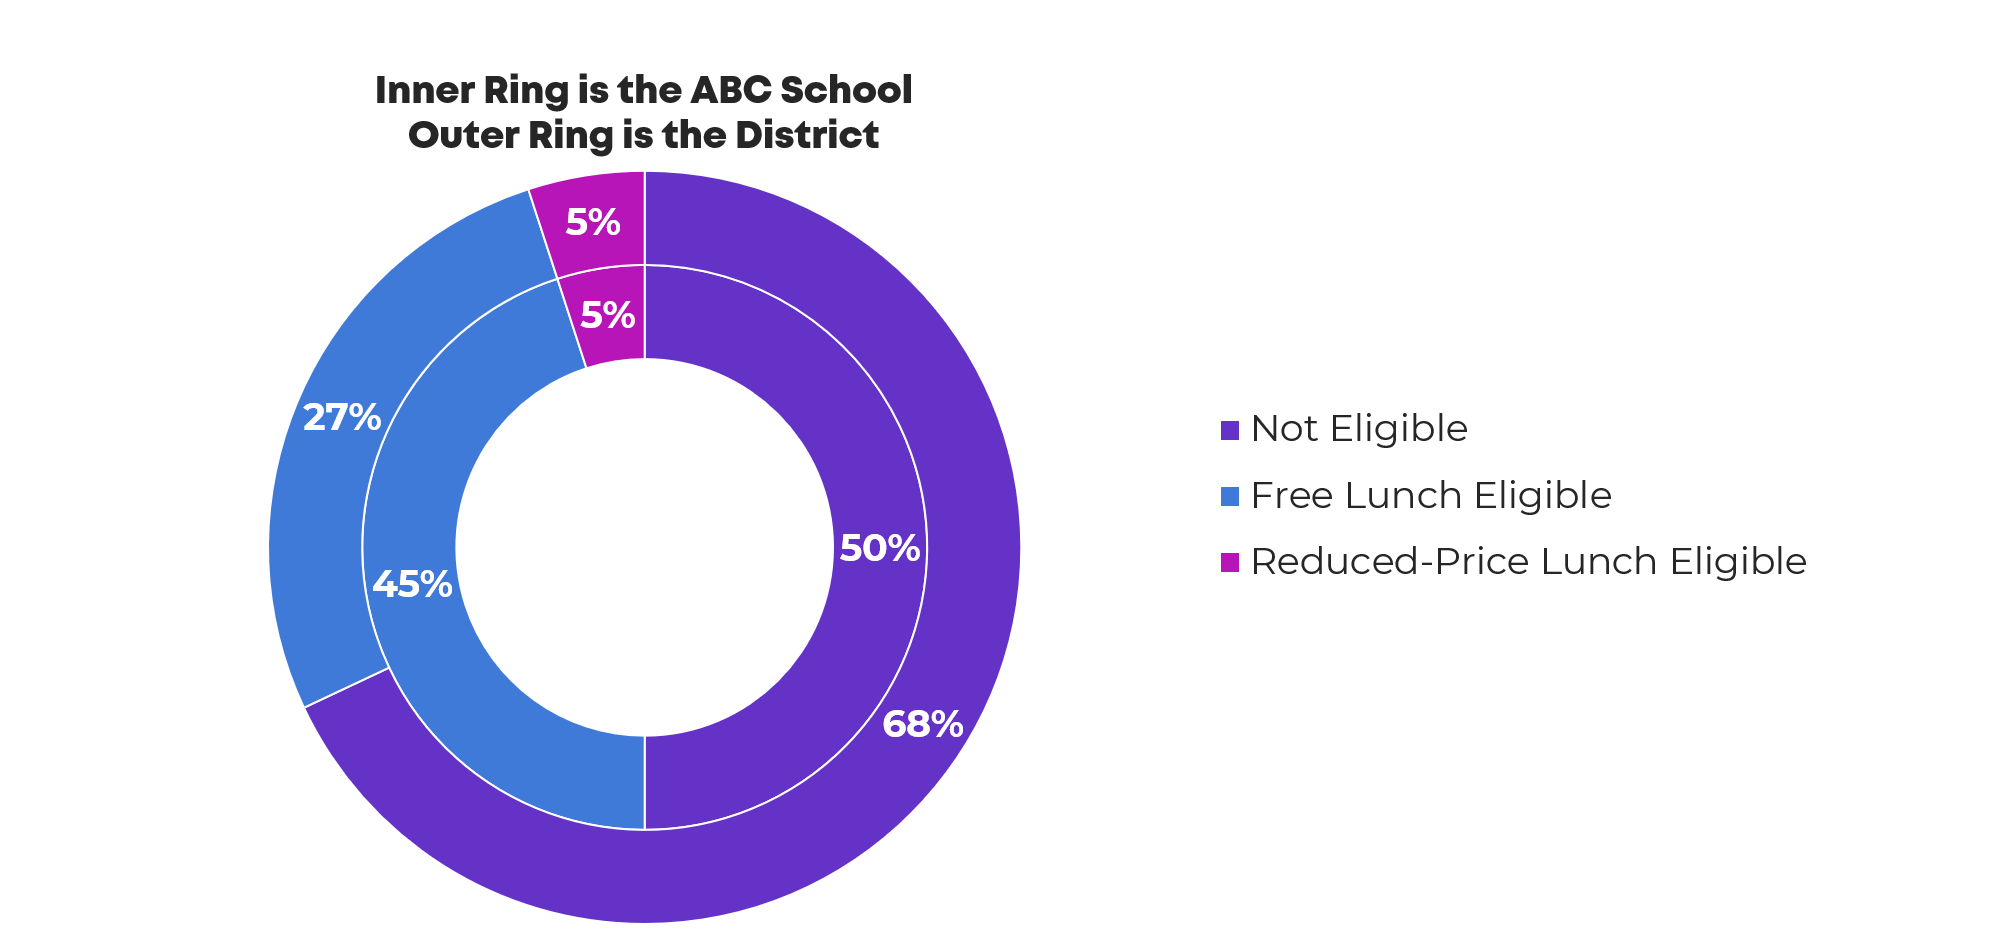 Inner Ring is the ABC School
Outer Ring is the District
5%
5%
27%
45%
50%
68%
Not Eligible
Free Lunch Eligible
Reduced-Price Lunch Eligible